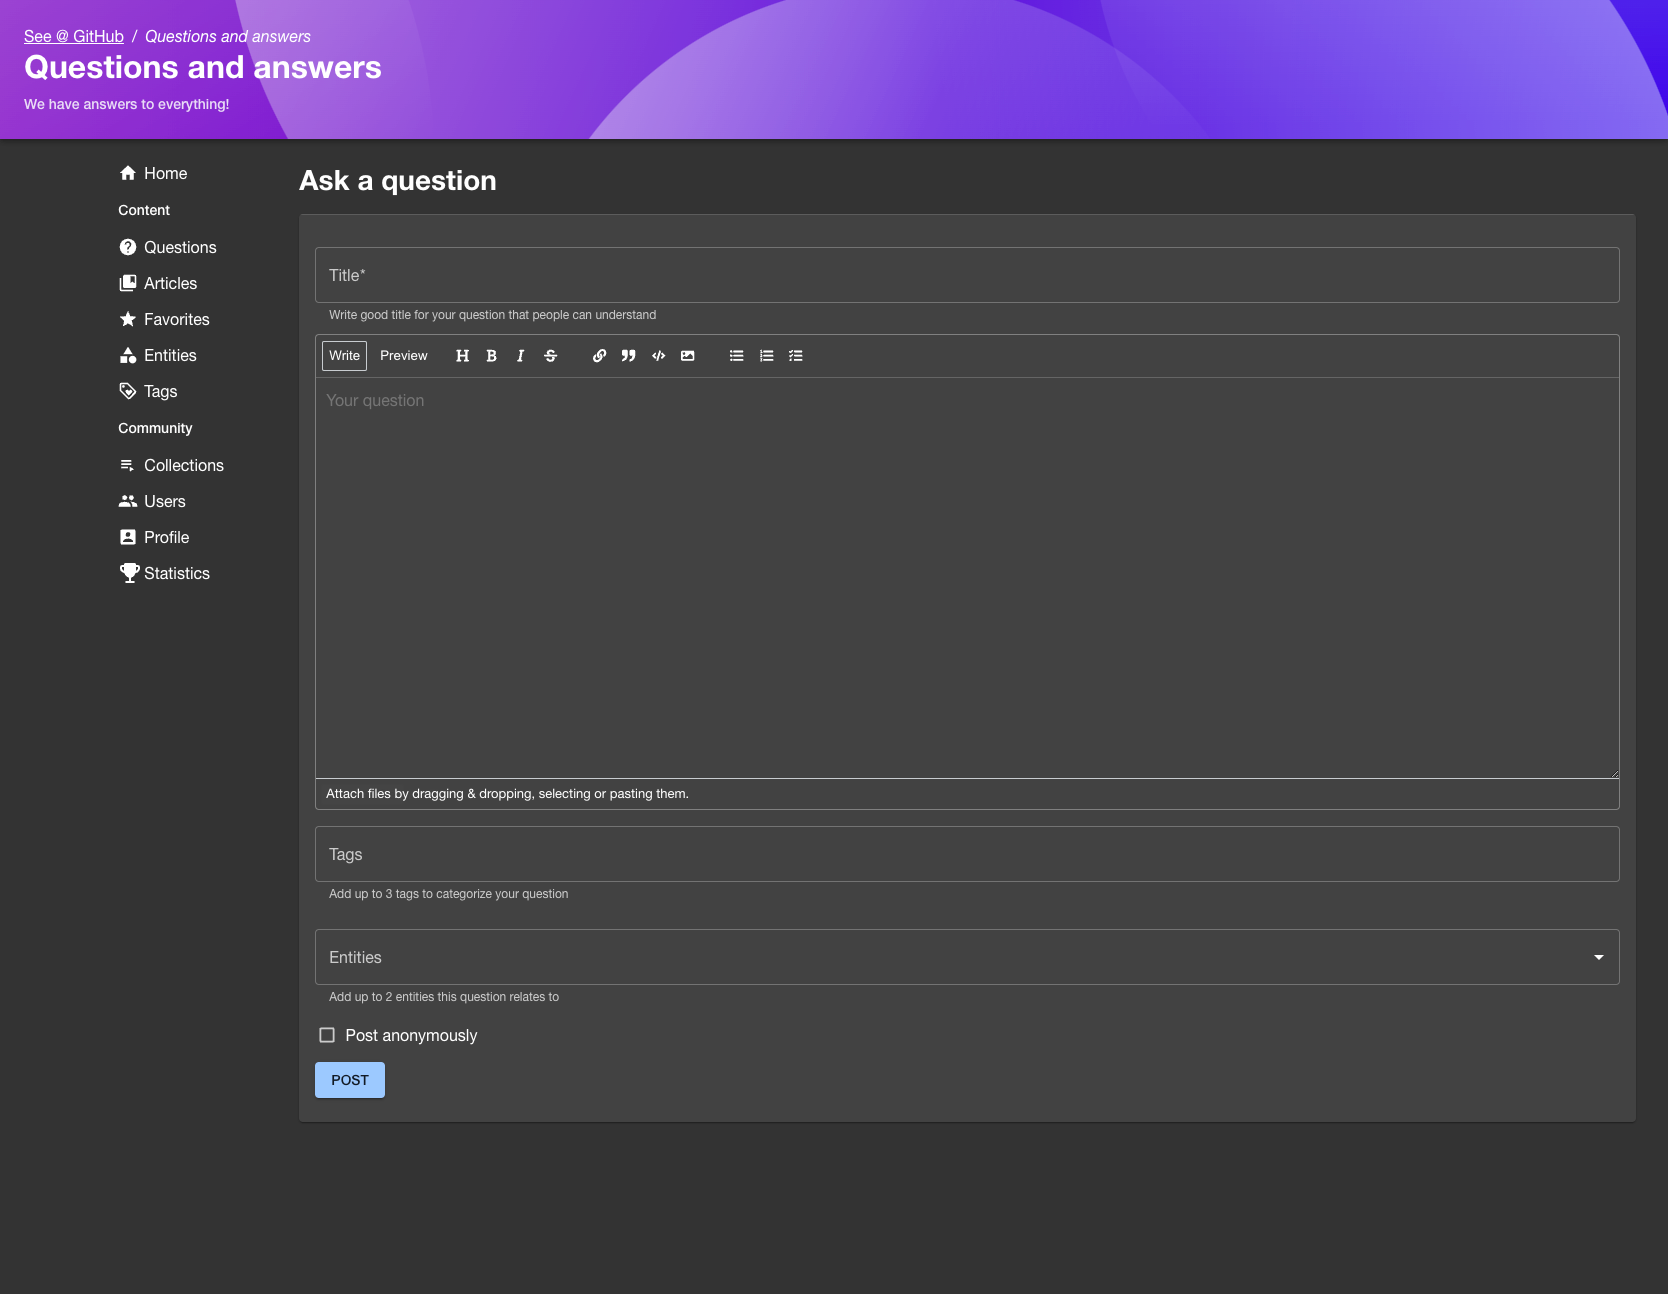 See @ GitHub / Questions and answers
Questions and answers
We have answers to everything!
Home
Content
Questions
Articles
Favorites
Entities
Tags
Community
Collections
Users
Profile
Statistics
Ask a question
Title*
Write good title for your question that people can understand
Write Preview
Your question
Attach files by dragging & dropping, selecting or pasting them.
Tags
Add up to 3 tags to categorize your question
Entities
Add up to 2 entities this question relates to
Post anonymously
POST